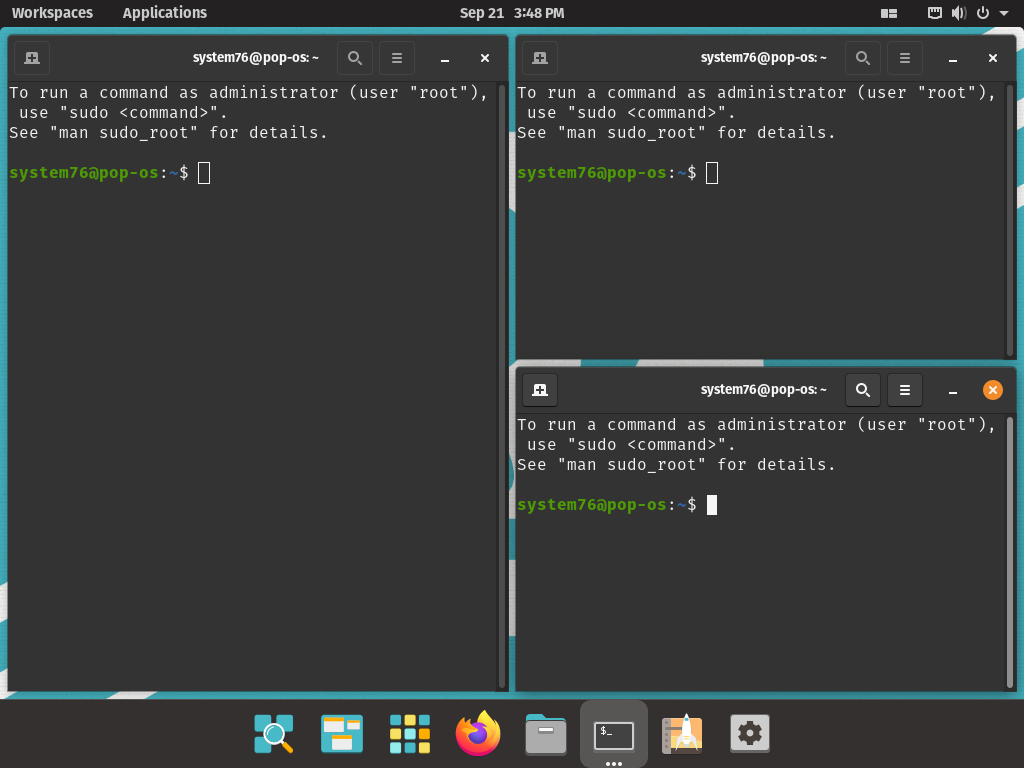 Workspaces Applications Sep 21 3:48 PM
system76@pop-os: ~
To run a command as administrator (user "root"),
use "sudo <command>".
See "man sudo_root" for details.
system76@pop-os:~$
system76@pop-os: ~
To run a command as administrator (user "root"),
use "sudo <command>".
See "man sudo_root" for details.
system76@pop-os:~$
system76@pop-os: ~
To run a command as administrator (user "root"),
use "sudo <command>".
See "man sudo_root" for details.
system76@pop-os:~$
$_